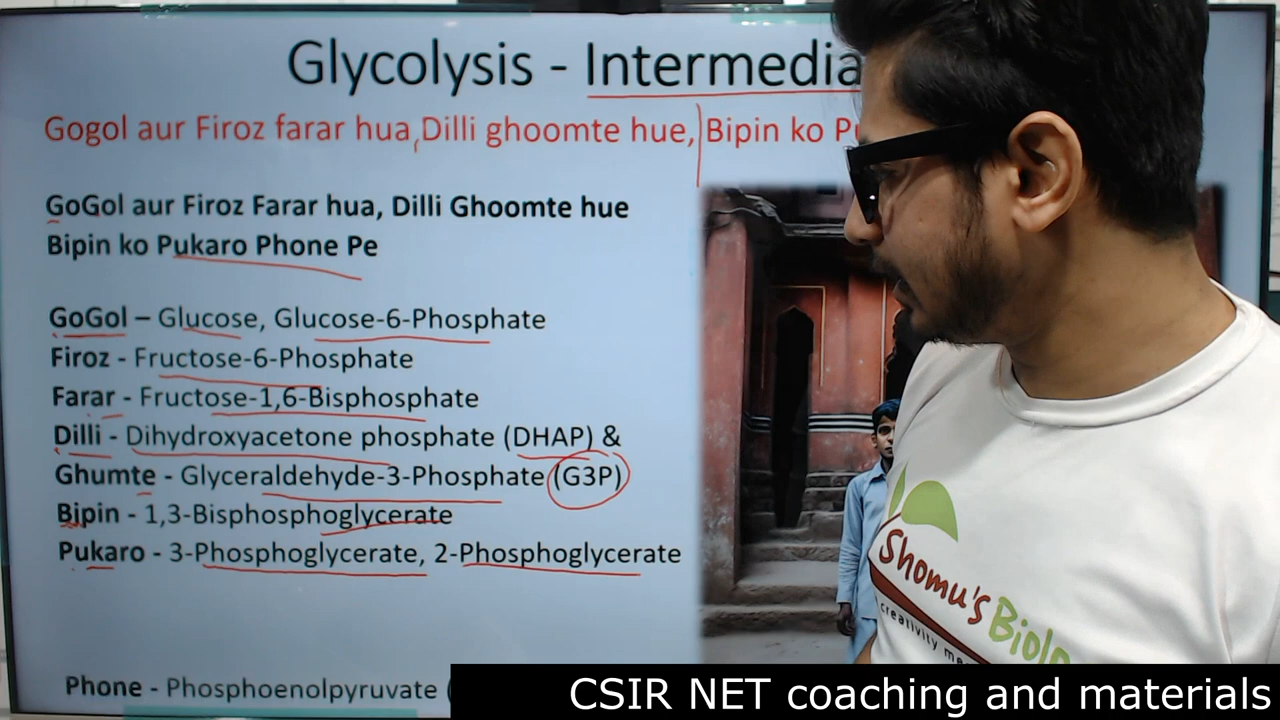 Glycolysis - Intermedia
Gogol aur Firoz farar hua, Dilli ghoomte hue, Bipin ko Pu
GoGol aur Firoz Farar hua, Dilli Ghoomte hue
Bipin ko Pukaro Phone Pe
GoGol – Glucose, Glucose-6-Phosphate
Firoz - Fructose-6-Phosphate
Farar - Fructose-1,6-Bisphosphate
Dilli - Dihydroxyacetone phosphate (DHAP) &
Ghumte - Glyceraldehyde-3-Phosphate (G3P)
Bipin - 1,3-Bisphosphoglycerate
Pukaro - 3-Phosphoglycerate, 2-Phosphoglycerate
Phone - Phosphoenolpyruvate (
Shomu's Biolo
creativity me
CSIR NET coaching and materials